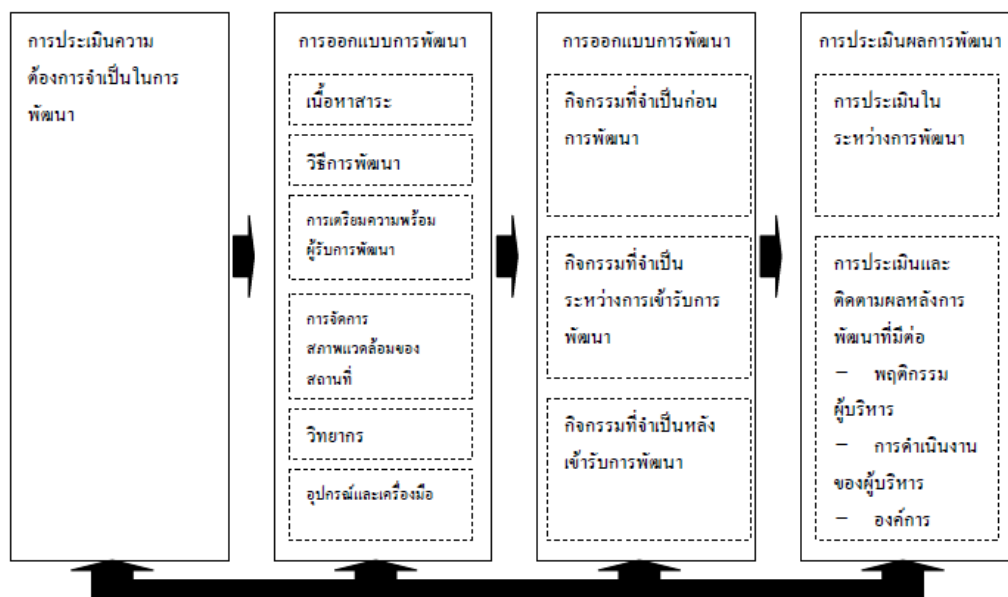 การประเมินความ
ต้องการจำเป็นในการ
พัฒนา
การออกแบบการพัฒนา
เนื้อหาสาระ
วิธีการพัฒนา
การเตรียมความพร้อม
ผู้รับการพัฒนา
การจัดการ
สภาพแวดล้อมของ
สถานที่
วิทยากร
อุปกรณ์และเครื่องมือ
การออกแบบการพัฒนา
กิจกรรมที่จำเป็นก่อน
การพัฒนา
กิจกรรมที่จำเป็น
ระหว่างการเข้ารับการ
พัฒนา
กิจกรรมที่จำเป็นหลัง
เข้ารับการพัฒนา
การประเมินผลการพัฒนา
การประเมินใน
ระหว่างการพัฒนา
การประเมินและ
ติดตามผลหลังการ
พัฒนาที่มีต่อ
– พฤติกรรม
ผู้บริหาร
– การดำเนินงาน
ของผู้บริหาร
– องค์การ